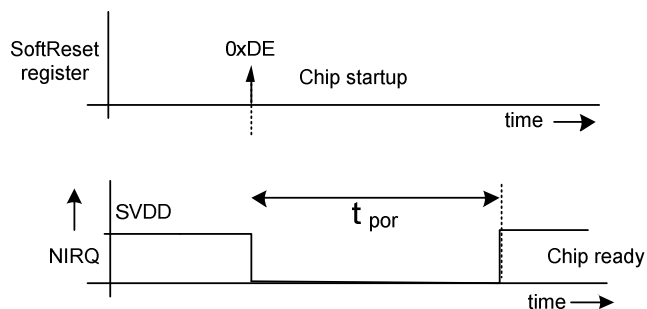 SoftReset
register
0xDE
Chip startup
time
SVDD
t por
NIRQ
Chip ready
time